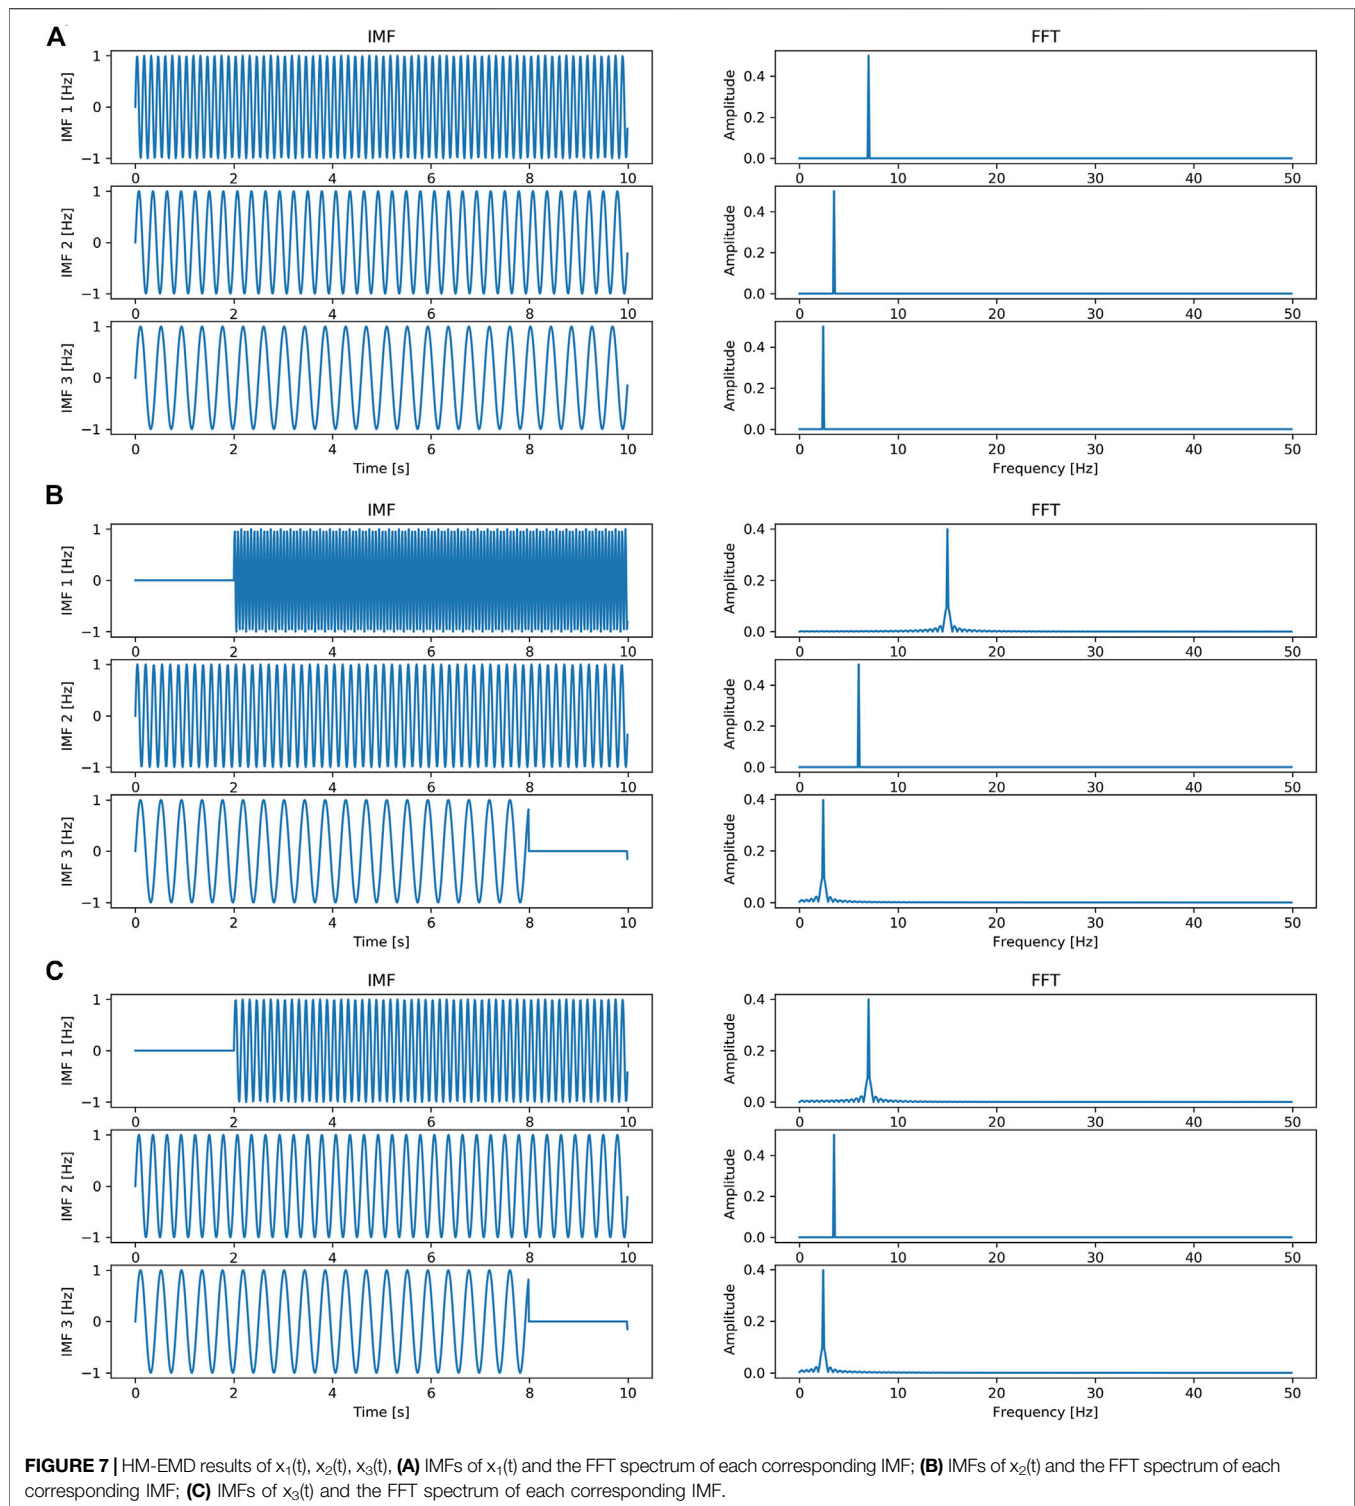 A
IMF
FFT
IMF 1 [Hz]
1
0
−1
0 2 4 6 8 10
Amplitude
0.4
0.2
0.0
0 10 20 30 40 50
IMF 2 [Hz]
1
0
−1
0 2 4 6 8 10
Amplitude
0.4
0.2
0.0
0 10 20 30 40 50
IMF 3 [Hz]
1
0
−1
0 2 4 6 8 10
Time [s]
Amplitude
0.4
0.2
0.0
0 10 20 30 40 50
Frequency [Hz]
B
IMF
FFT
IMF 1 [Hz]
1
0
−1
0 2 4 6 8 10
Amplitude
0.4
0.2
0.0
0 10 20 30 40 50
IMF 2 [Hz]
1
0
−1
0 2 4 6 8 10
Amplitude
0.4
0.2
0.0
0 10 20 30 40 50
IMF 3 [Hz]
1
0
−1
0 2 4 6 8 10
Time [s]
Amplitude
0.4
0.2
0.0
0 10 20 30 40 50
Frequency [Hz]
C
IMF
FFT
IMF 1 [Hz]
1
0
−1
0 2 4 6 8 10
Amplitude
0.4
0.2
0.0
0 10 20 30 40 50
IMF 2 [Hz]
1
0
−1
0 2 4 6 8 10
Amplitude
0.4
0.2
0.0
0 10 20 30 40 50
IMF 3 [Hz]
1
0
−1
0 2 4 6 8 10
Time [s]
Amplitude
0.4
0.2
0.0
0 10 20 30 40 50
Frequency [Hz]
FIGURE 7 | HM-EMD results of x₁(t), x₂(t), x₃(t), (A) IMFs of x₁(t) and the FFT spectrum of each corresponding IMF; (B) IMFs of x₂(t) and the FFT spectrum of each
corresponding IMF; (C) IMFs of x₃(t) and the FFT spectrum of each corresponding IMF.